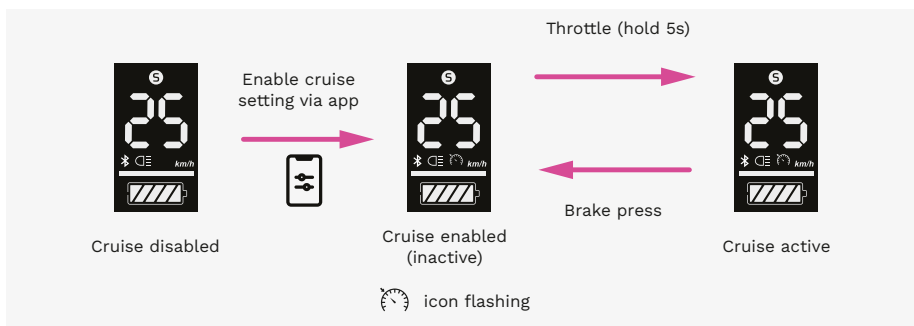 Throttle (hold 5s)
Enable cruise
setting via app
S
25
km/h
S
25
km/h
S
25
km/h
Brake press
Cruise disabled
Cruise enabled
(inactive)
Cruise active
icon flashing